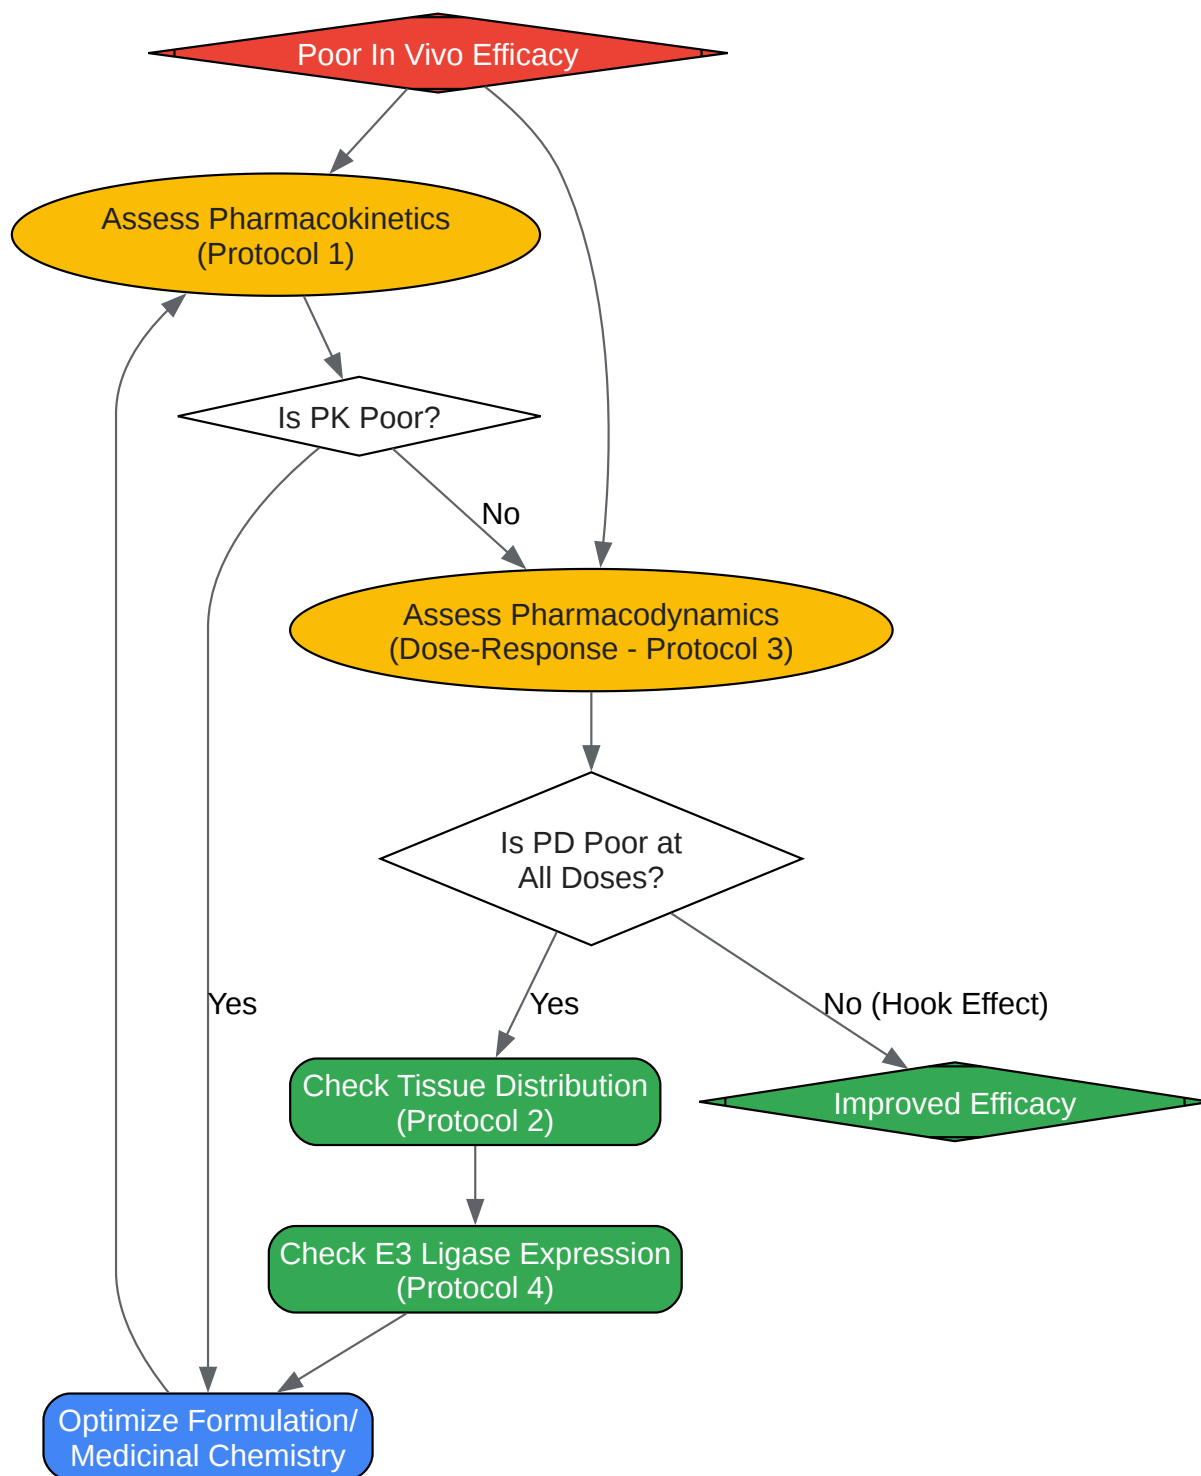 Poor In Vivo Efficacy
Assess Pharmacokinetics
(Protocol 1)
Is PK Poor?
No
Assess Pharmacodynamics
(Dose-Response - Protocol 3)
Is PD Poor at
All Doses?
Yes
Yes
No (Hook Effect)
Check Tissue Distribution
(Protocol 2)
Improved Efficacy
Check E3 Ligase Expression
(Protocol 4)
Optimize Formulation/
Medicinal Chemistry